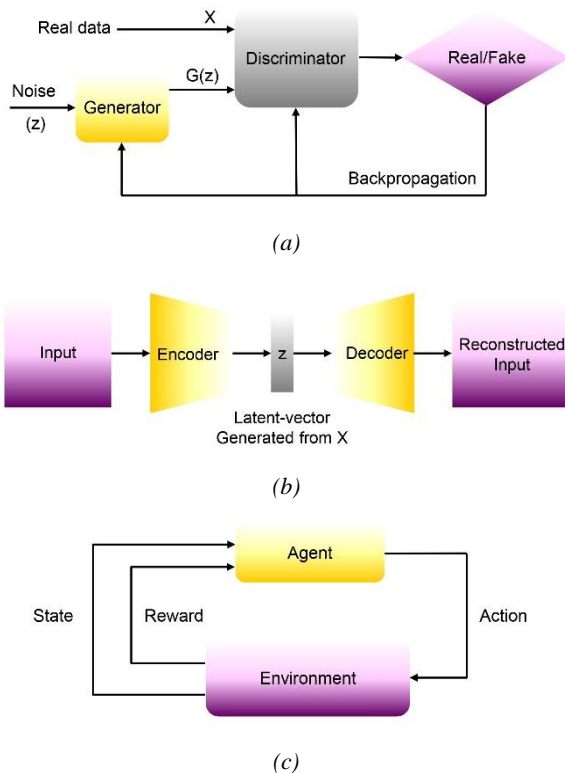 Real data
X
Discriminator
Real/Fake
Noise
(z)
Generator
G(z)
Backpropagation
(a)
Input
Encoder
z
Decoder
Reconstructed
Input
Latent-vector
Generated from X
(b)
Agent
State
Reward
Action
Environment
(c)